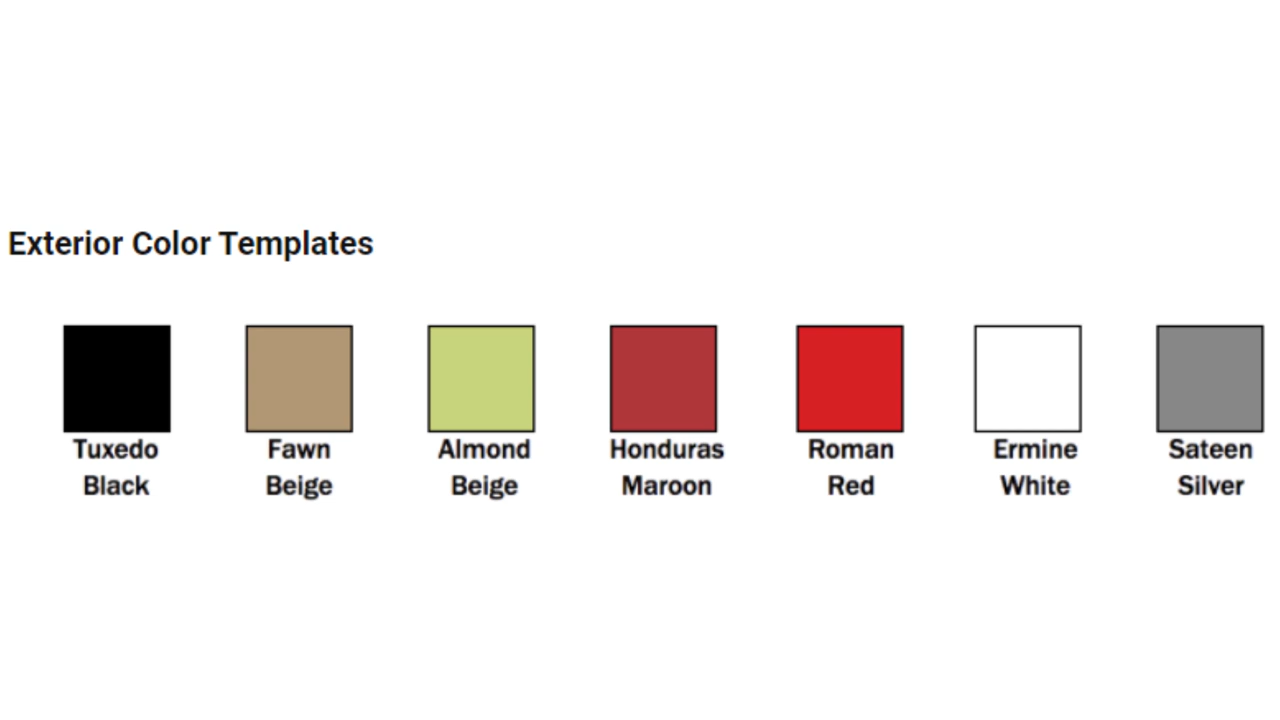 Exterior Color Templates
Tuxedo Black
Fawn Beige
Almond Beige
Honduras Maroon
Roman Red
Ermine White
Sateen Silver